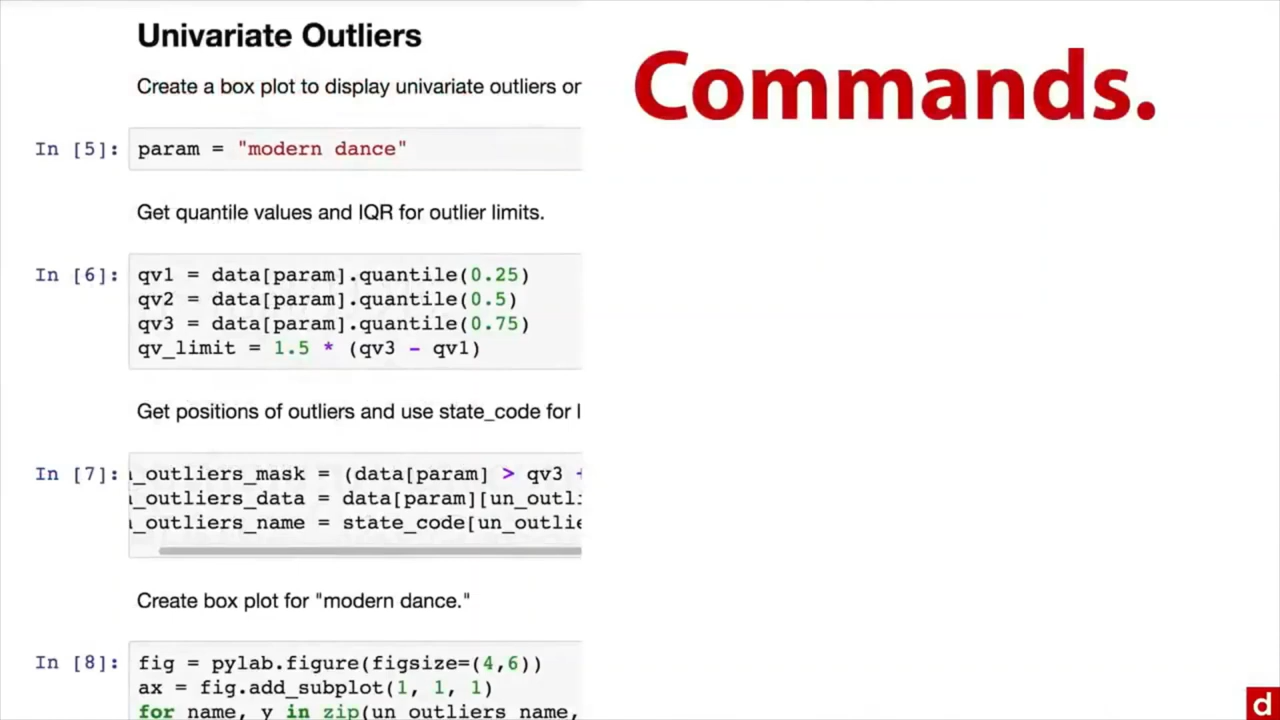 Univariate Outliers
Commands.
Create a box plot to display univariate outliers on
In [5]: param = "modern dance"
Get quantile values and IQR for outlier limits.
In [6]: qv1 = data[param].quantile(0.25)
qv2 = data[param].quantile(0.5)
qv3 = data[param].quantile(0.75)
qv_limit = 1.5 * (qv3 - qv1)
Get positions of outliers and use state_code for
In [7]: _outliers_mask = (data[param] > qv3 +
_outliers_data = data[param][un_outli
_outliers_name = state_code[un_outlie
Create box plot for "modern dance."
In [8]: fig = pylab.figure(figsize=(4,6))
ax = fig.add_subplot(1, 1, 1)
for name, y in zip(un_outliers_name,
d